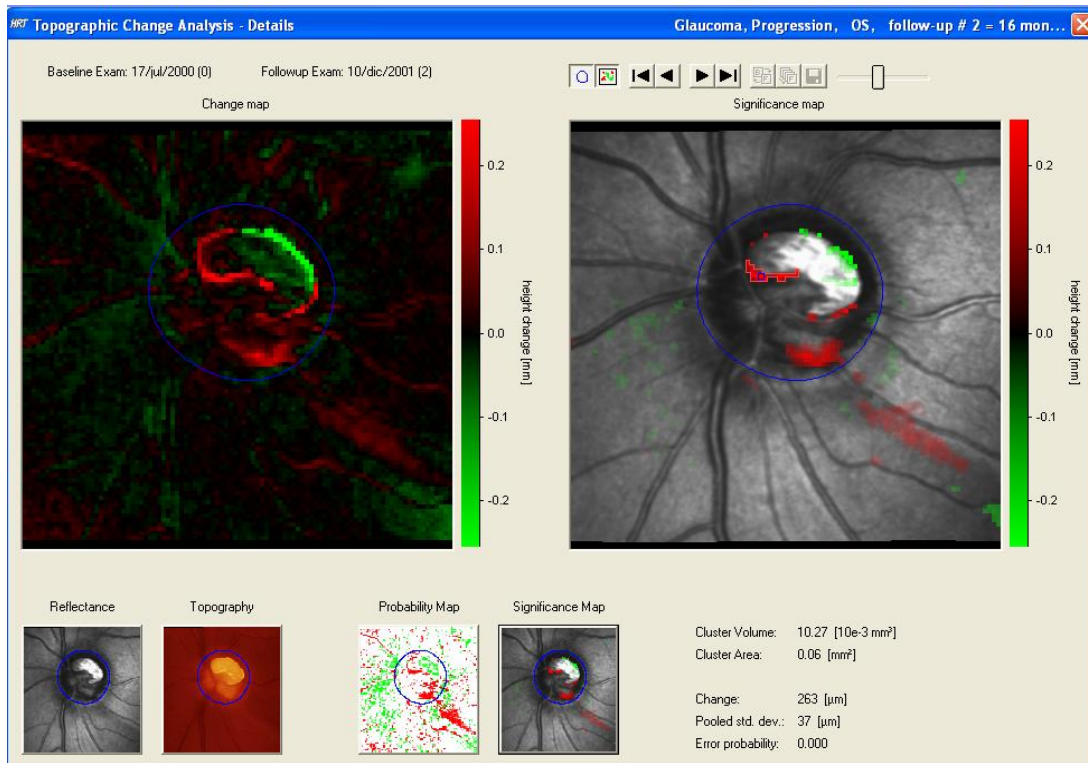 HRT Topographic Change Analysis - Details
Glaucoma, Progression, OS, follow-up # 2 = 16 mon...
Baseline Exam: 17/jul/2000 (0)
Followup Exam: 10/dic/2001 (2)
Change map
Significance map
0.2
0.1
0.0
-0.1
-0.2
height change [mm]
0.2
0.1
0.0
-0.1
-0.2
height change [mm]
Reflectance
Topography
Probability Map
Significance Map
Cluster Volume: 10.27 [10e-3 mm³]
Cluster Area: 0.06 [mm²]
Change: 263 [µm]
Pooled std. dev.: 37 [µm]
Error probability: 0.000